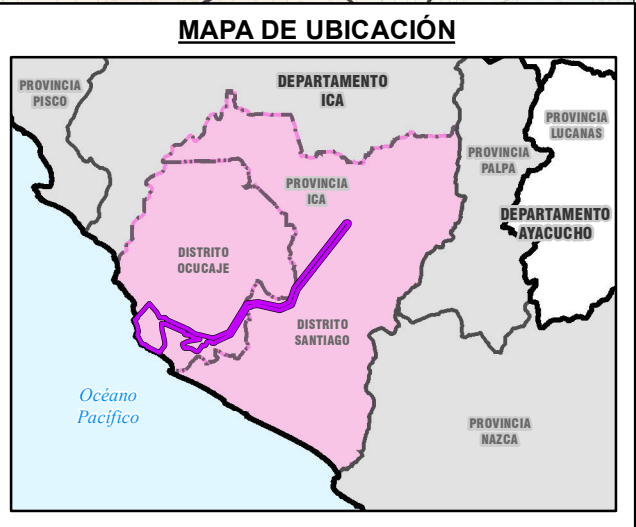 MAPA DE UBICACIÓN
PROVINCIA
PISCO
DEPARTAMENTO
ICA
PROVINCIA
LUCANAS
PROVINCIA
PALPA
PROVINCIA
ICA
DEPARTAMENTO
AYACUCHO
DISTRITO
OCUCAJE
DISTRITO
SANTIAGO
Océano
Pacífico
PROVINCIA
NAZCA